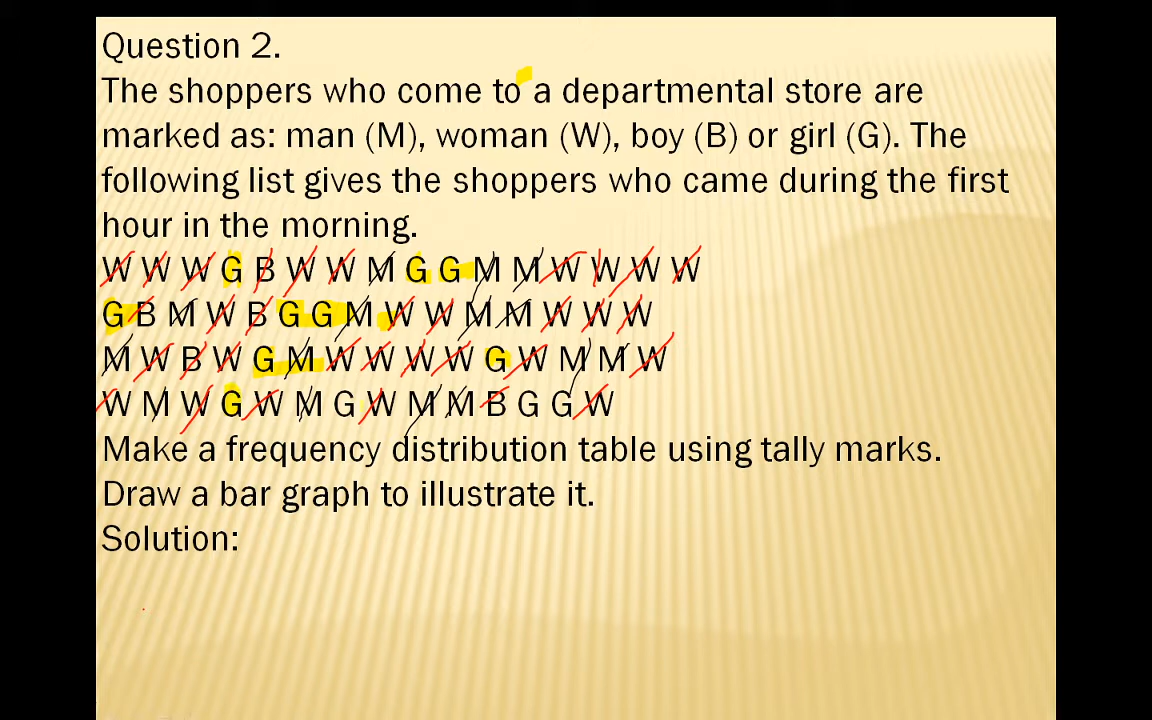 Question 2.
The shoppers who come to a departmental store are
marked as: man (M), woman (W), boy (B) or girl (G). The
following list gives the shoppers who came during the first
hour in the morning.
W W W G B W W M G G M M W W W W
G B M W B G G M W W M M W W W
M W B W G M W W W W G W M M W
W M W G W M G W M M B G G W
Make a frequency distribution table using tally marks.
Draw a bar graph to illustrate it.
Solution: